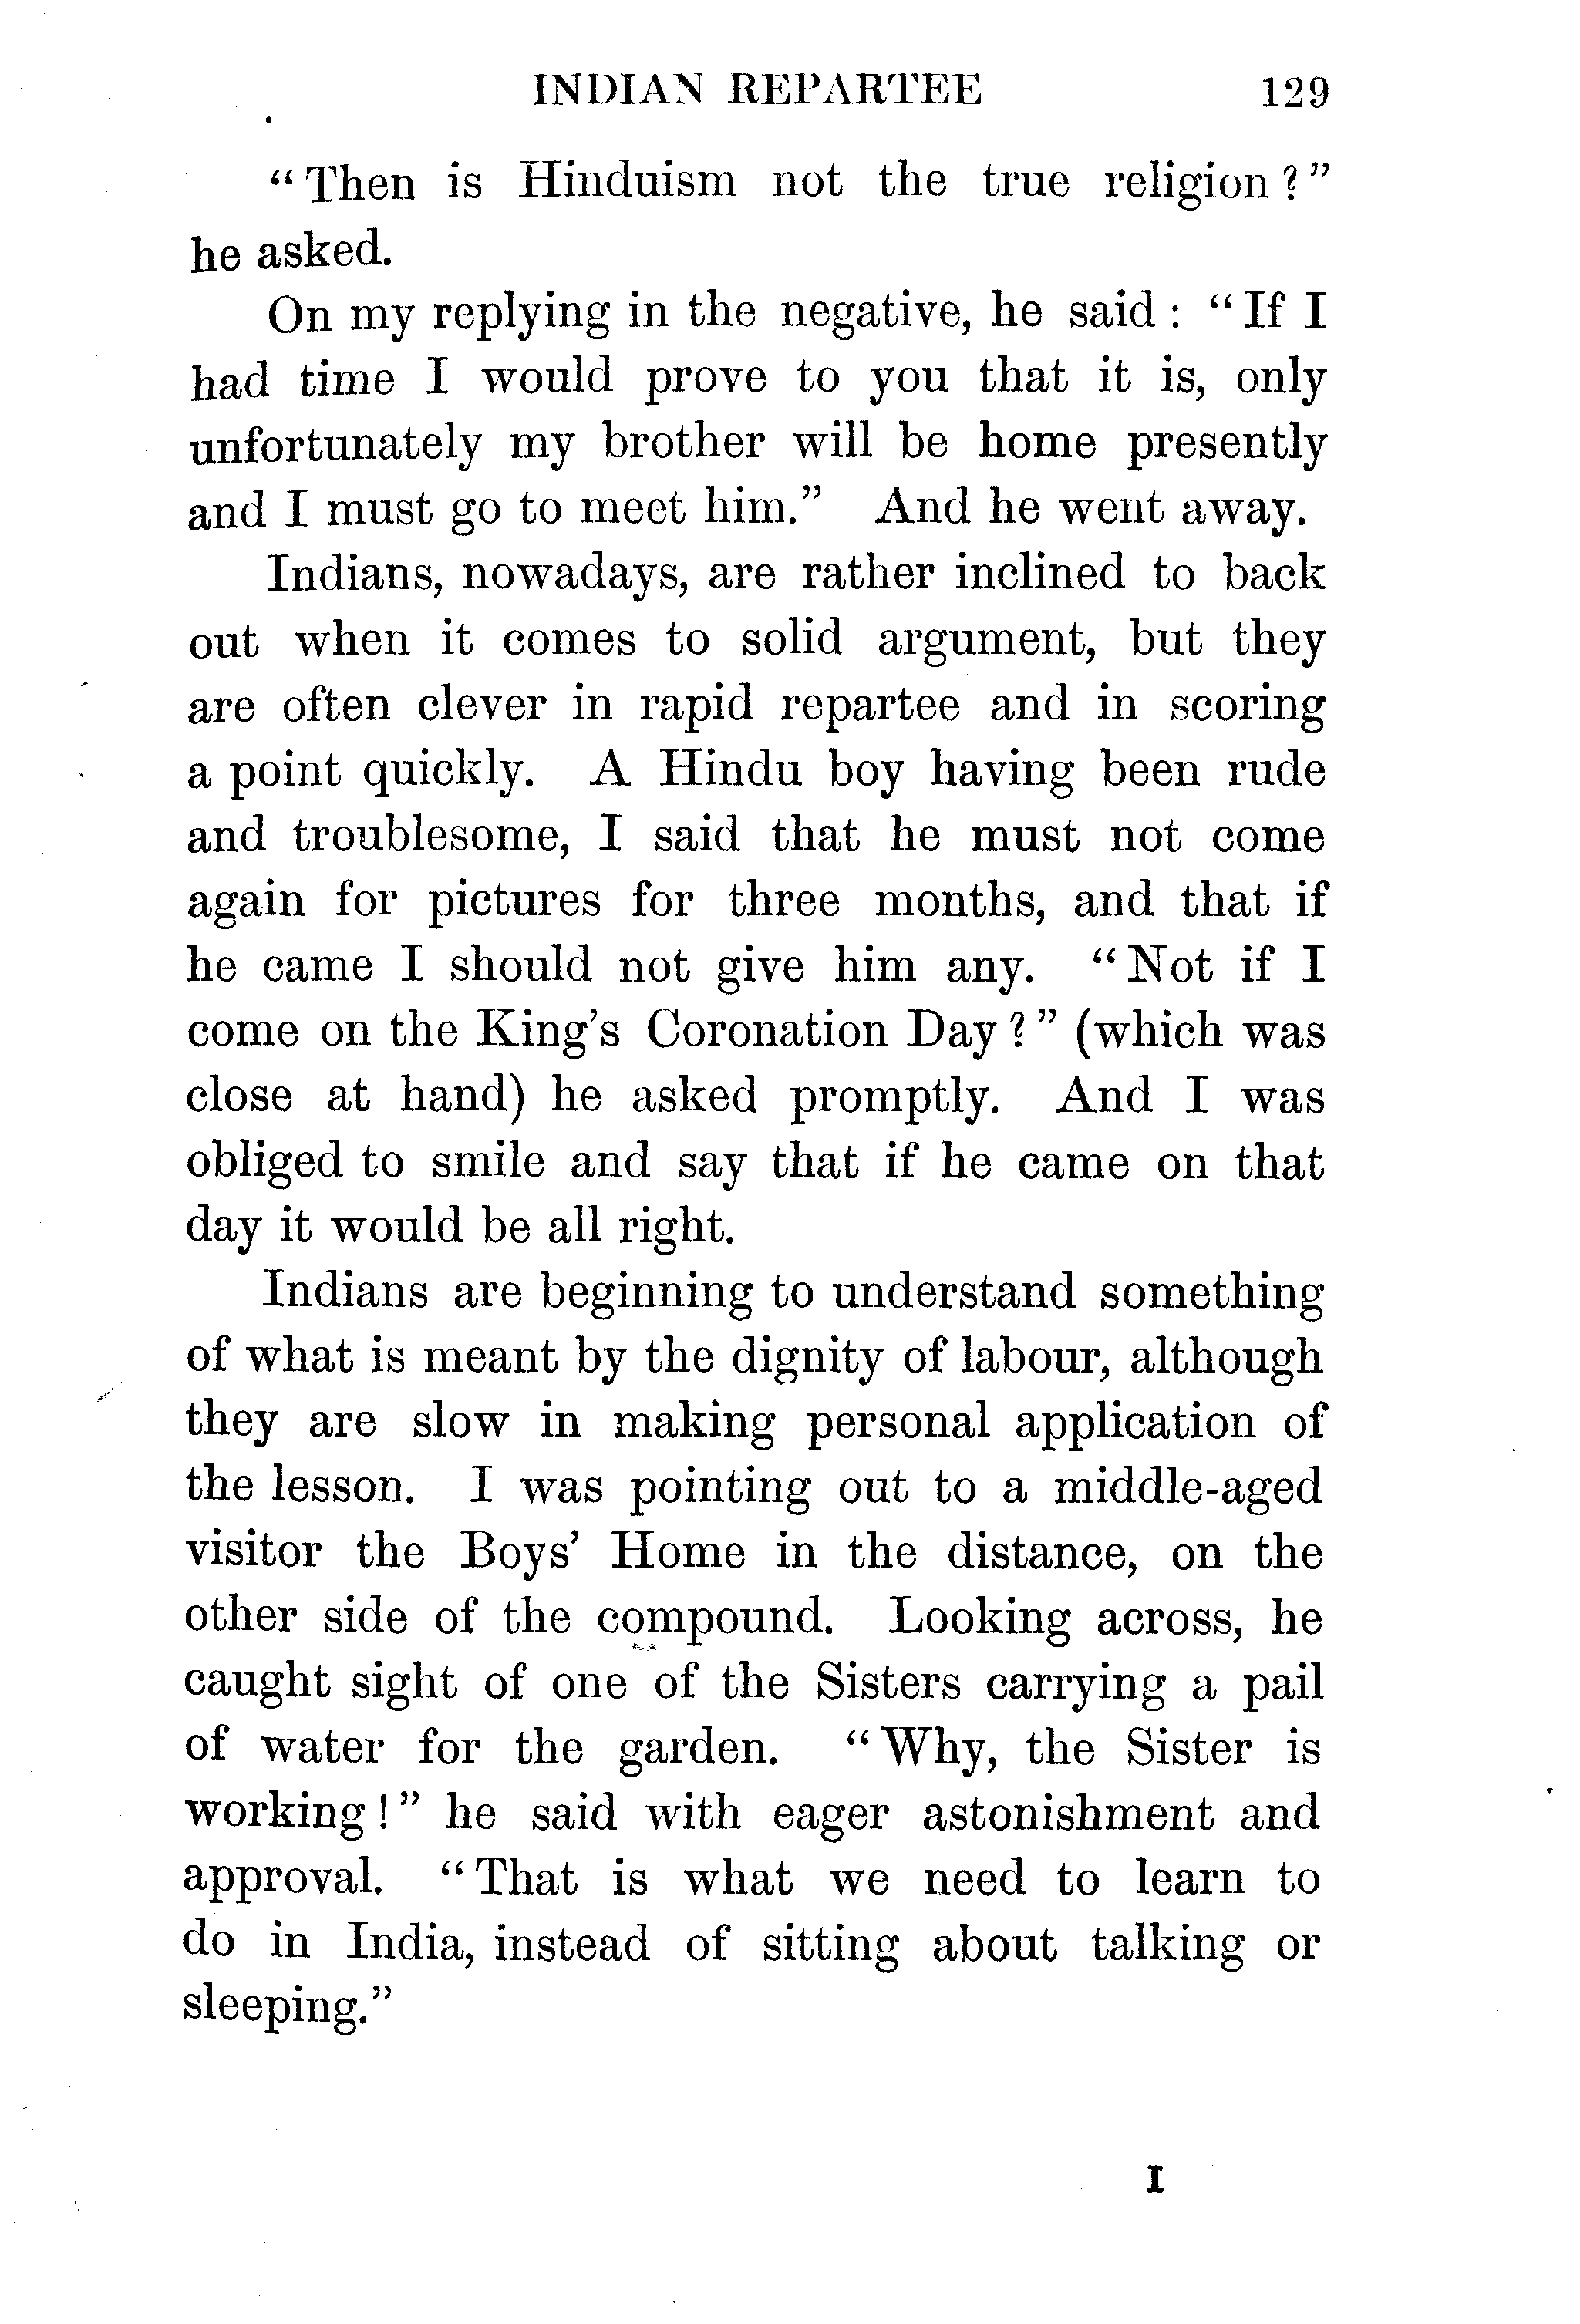 INDIAN REPARTEE 129
“Then is Hinduism not the true religion?”
he asked.
On my replying in the negative, he said: “If I
had time I would prove to you that it is, only
unfortunately my brother will be home presently
and I must go to meet him.” And he went away.
Indians, nowadays, are rather inclined to back
out when it comes to solid argument, but they
are often clever in rapid repartee and in scoring
a point quickly. A Hindu boy having been rude
and troublesome, I said that he must not come
again for pictures for three months, and that if
he came I should not give him any. “Not if I
come on the King’s Coronation Day?” (which was
close at hand) he asked promptly. And I was
obliged to smile and say that if he came on that
day it would be all right.
Indians are beginning to understand something
of what is meant by the dignity of labour, although
they are slow in making personal application of
the lesson. I was pointing out to a middle-aged
visitor the Boys’ Home in the distance, on the
other side of the compound. Looking across, he
caught sight of one of the Sisters carrying a pail
of water for the garden. “Why, the Sister is
working!” he said with eager astonishment and
approval. “That is what we need to learn to
do in India, instead of sitting about talking or
sleeping.”
I